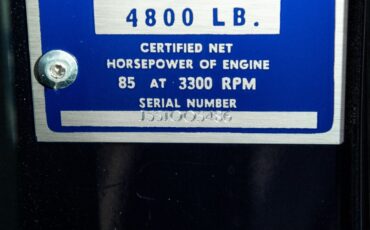 4800 LB.
CERTIFIED NET
HORSEPOWER OF ENGINE
85 AT 3300 RPM
SERIAL NUMBER